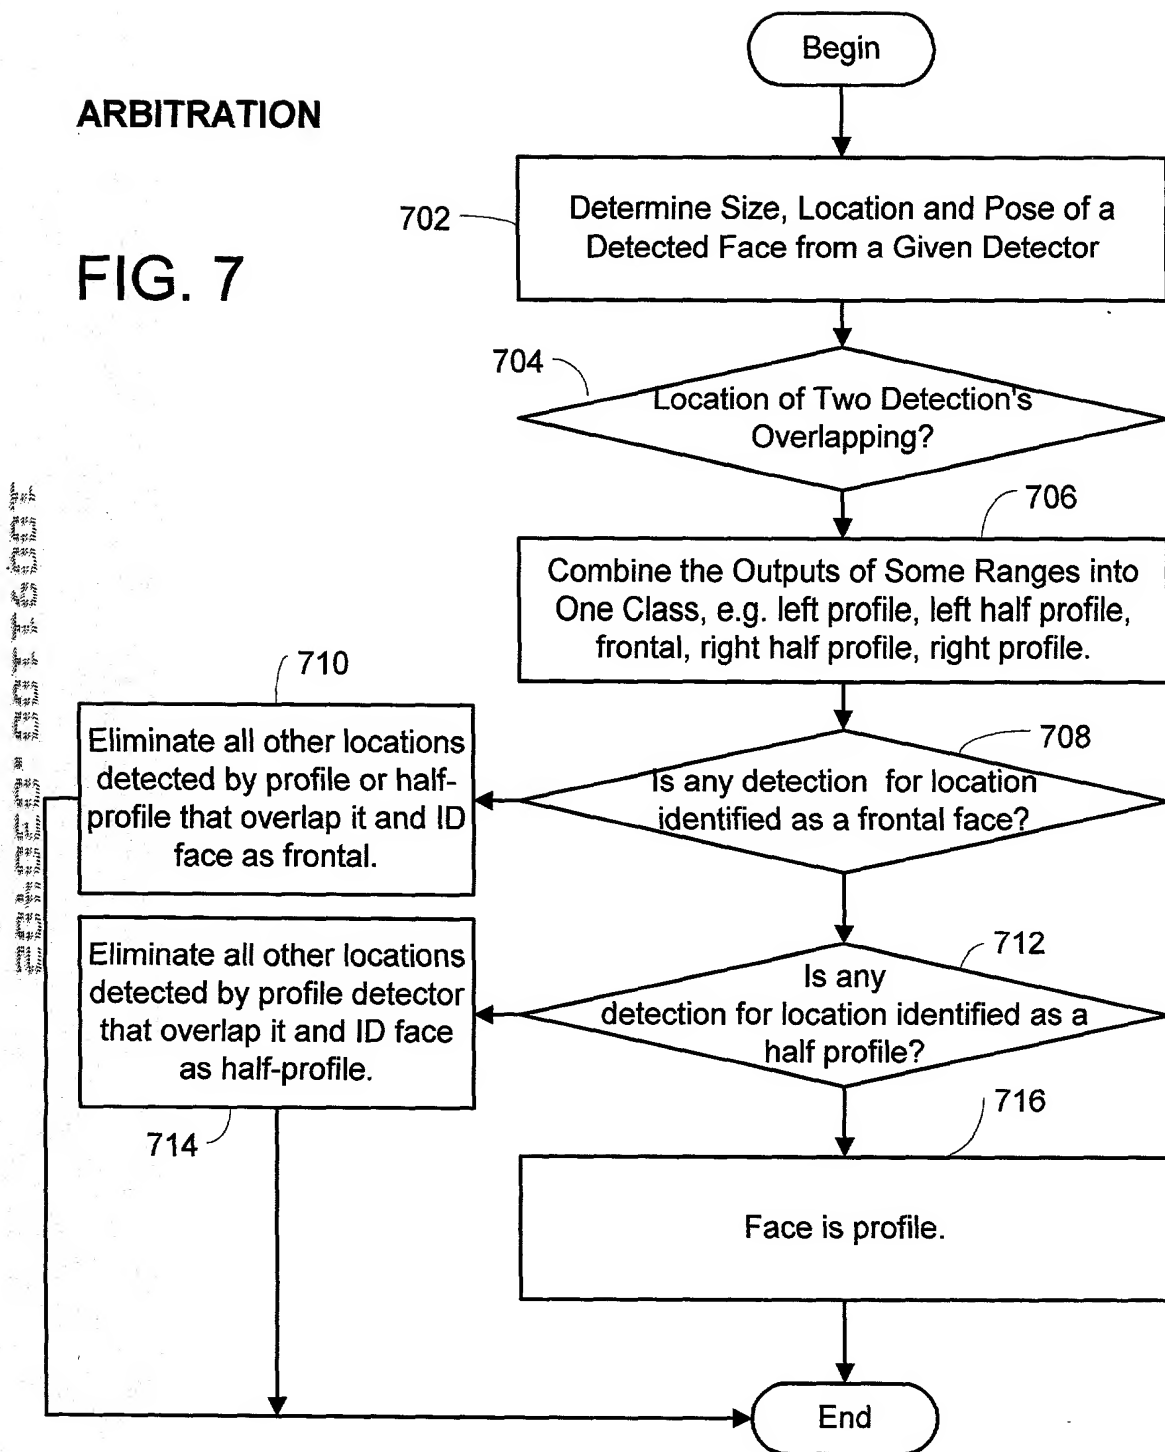 Begin
ARBITRATION
702
Determine Size, Location and Pose of a
Detected Face from a Given Detector
FIG. 7
704
Location of Two Detection's
Overlapping?
706
Combine the Outputs of Some Ranges into
One Class, e.g. left profile, left half profile,
frontal, right half profile, right profile.
710
Eliminate all other locations
detected by profile or half-
profile that overlap it and ID
face as frontal.
708
Is any detection for location
identified as a frontal face?
712
Is any
detection for location identified as a
half profile?
Eliminate all other locations
detected by profile detector
that overlap it and ID face
as half-profile.
714
716
Face is profile.
End